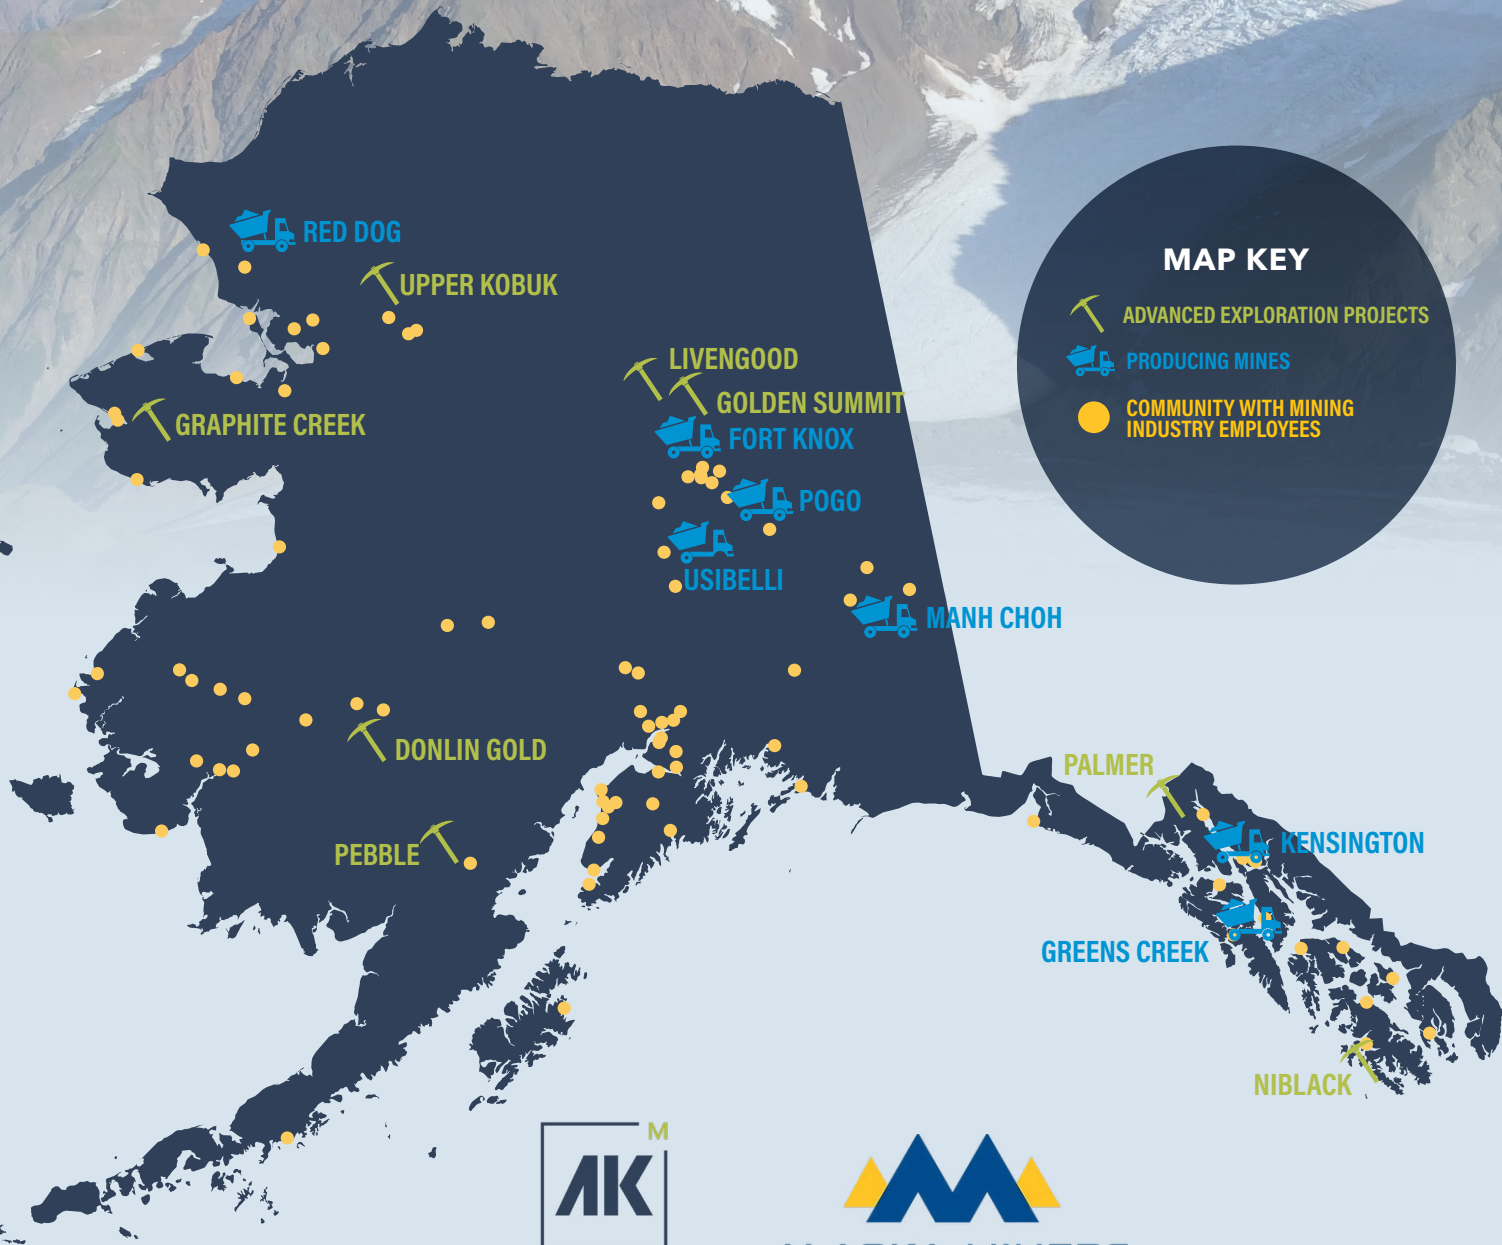 RED DOG
UPPER KOBUK
MAP KEY
ADVANCED EXPLORATION PROJECTS
PRODUCING MINES
COMMUNITY WITH MINING
INDUSTRY EMPLOYEES
LIVENGOOD
GOLDEN SUMMIT
GRAPHITE CREEK
FORT KNOX
POGO
USIBELLI
MANH CHOH
DONLIN GOLD
PALMER
PEBBLE
KENSINGTON
GREENS CREEK
NIBLACK
M
AK